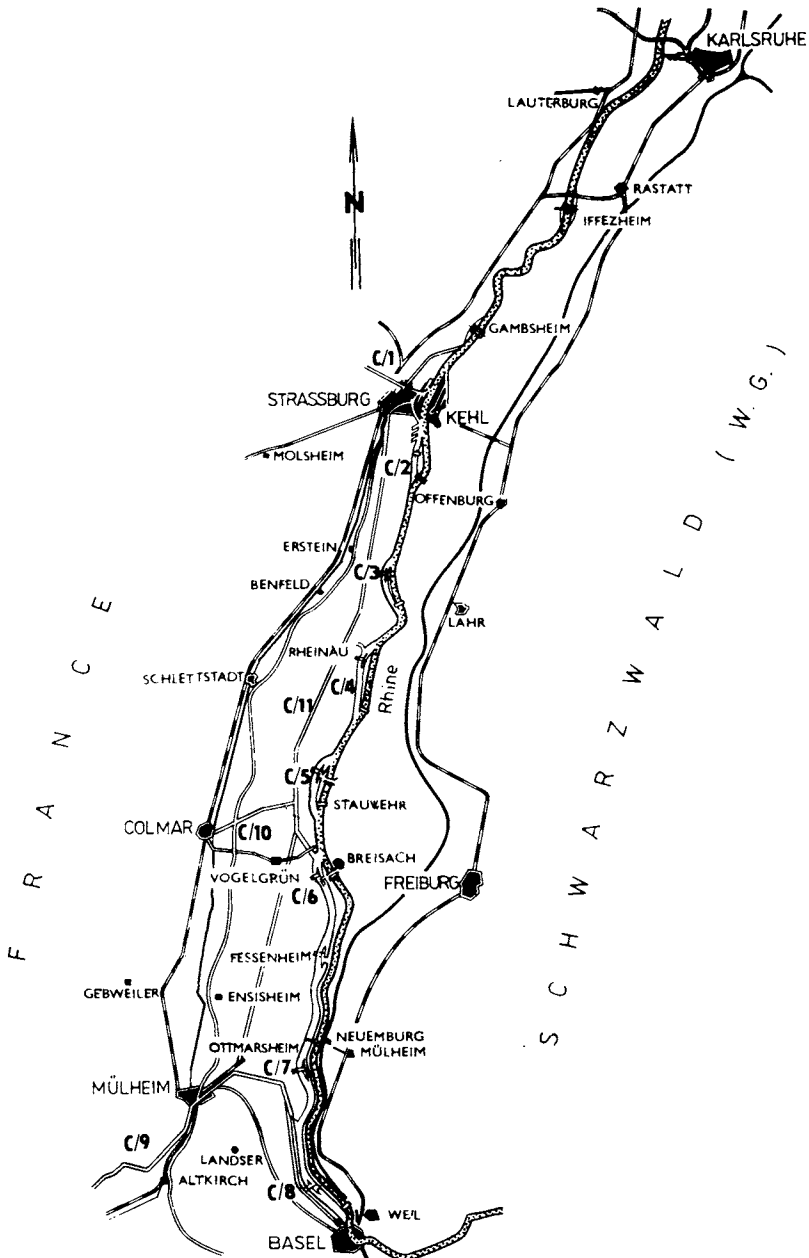 KARLSRUHE
LAUTERBURG
N
RASTATT
IFFEZHEIM
GAMBSHEIM
C/1
STRASSBURG
KEHL
MOLSHEIM
C/2
OFFENBURG
ERSTEIN
C/3
BENFELD
LAHR
RHEINAU
SCHLETTSTADT
C/4
Rhine
C/11
C/5
STAUWEHR
COLMAR
C/10
BREISACH
VOGELGRÜN
FREIBURG
C/6
FESSENHEIM
GEBWEILER
ENSISHEIM
NEUEMBURG
OTTMARSHEIM
MÜLHEIM
C/7
MÜLHEIM
C/9
LANDSER
ALTKIRCH
C/8
WEIL
BASEL
FRANCE
SCHWARZWALD (W.G.)